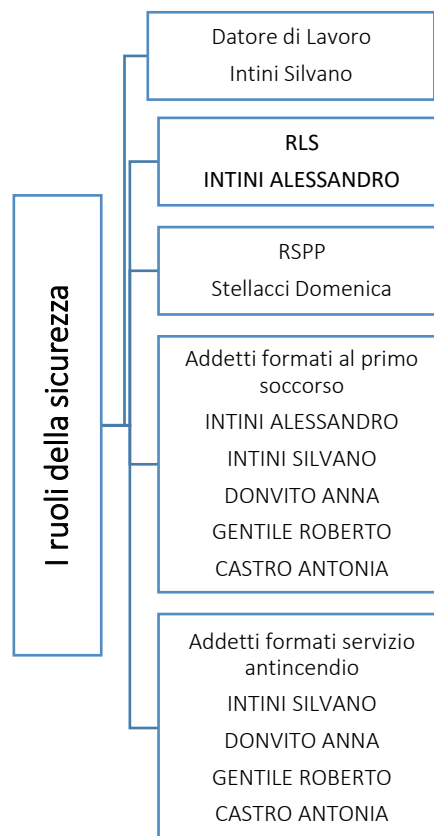 I ruoli della sicurezza
Datore di Lavoro
Intini Silvano
RLS
INTINI ALESSANDRO
RSPP
Stellacci Domenica
Addetti formati al primo
soccorso
INTINI ALESSANDRO
INTINI SILVANO
DONVITO ANNA
GENTILE ROBERTO
CASTRO ANTONIA
Addetti formati servizio
antincendio
INTINI SILVANO
DONVITO ANNA
GENTILE ROBERTO
CASTRO ANTONIA